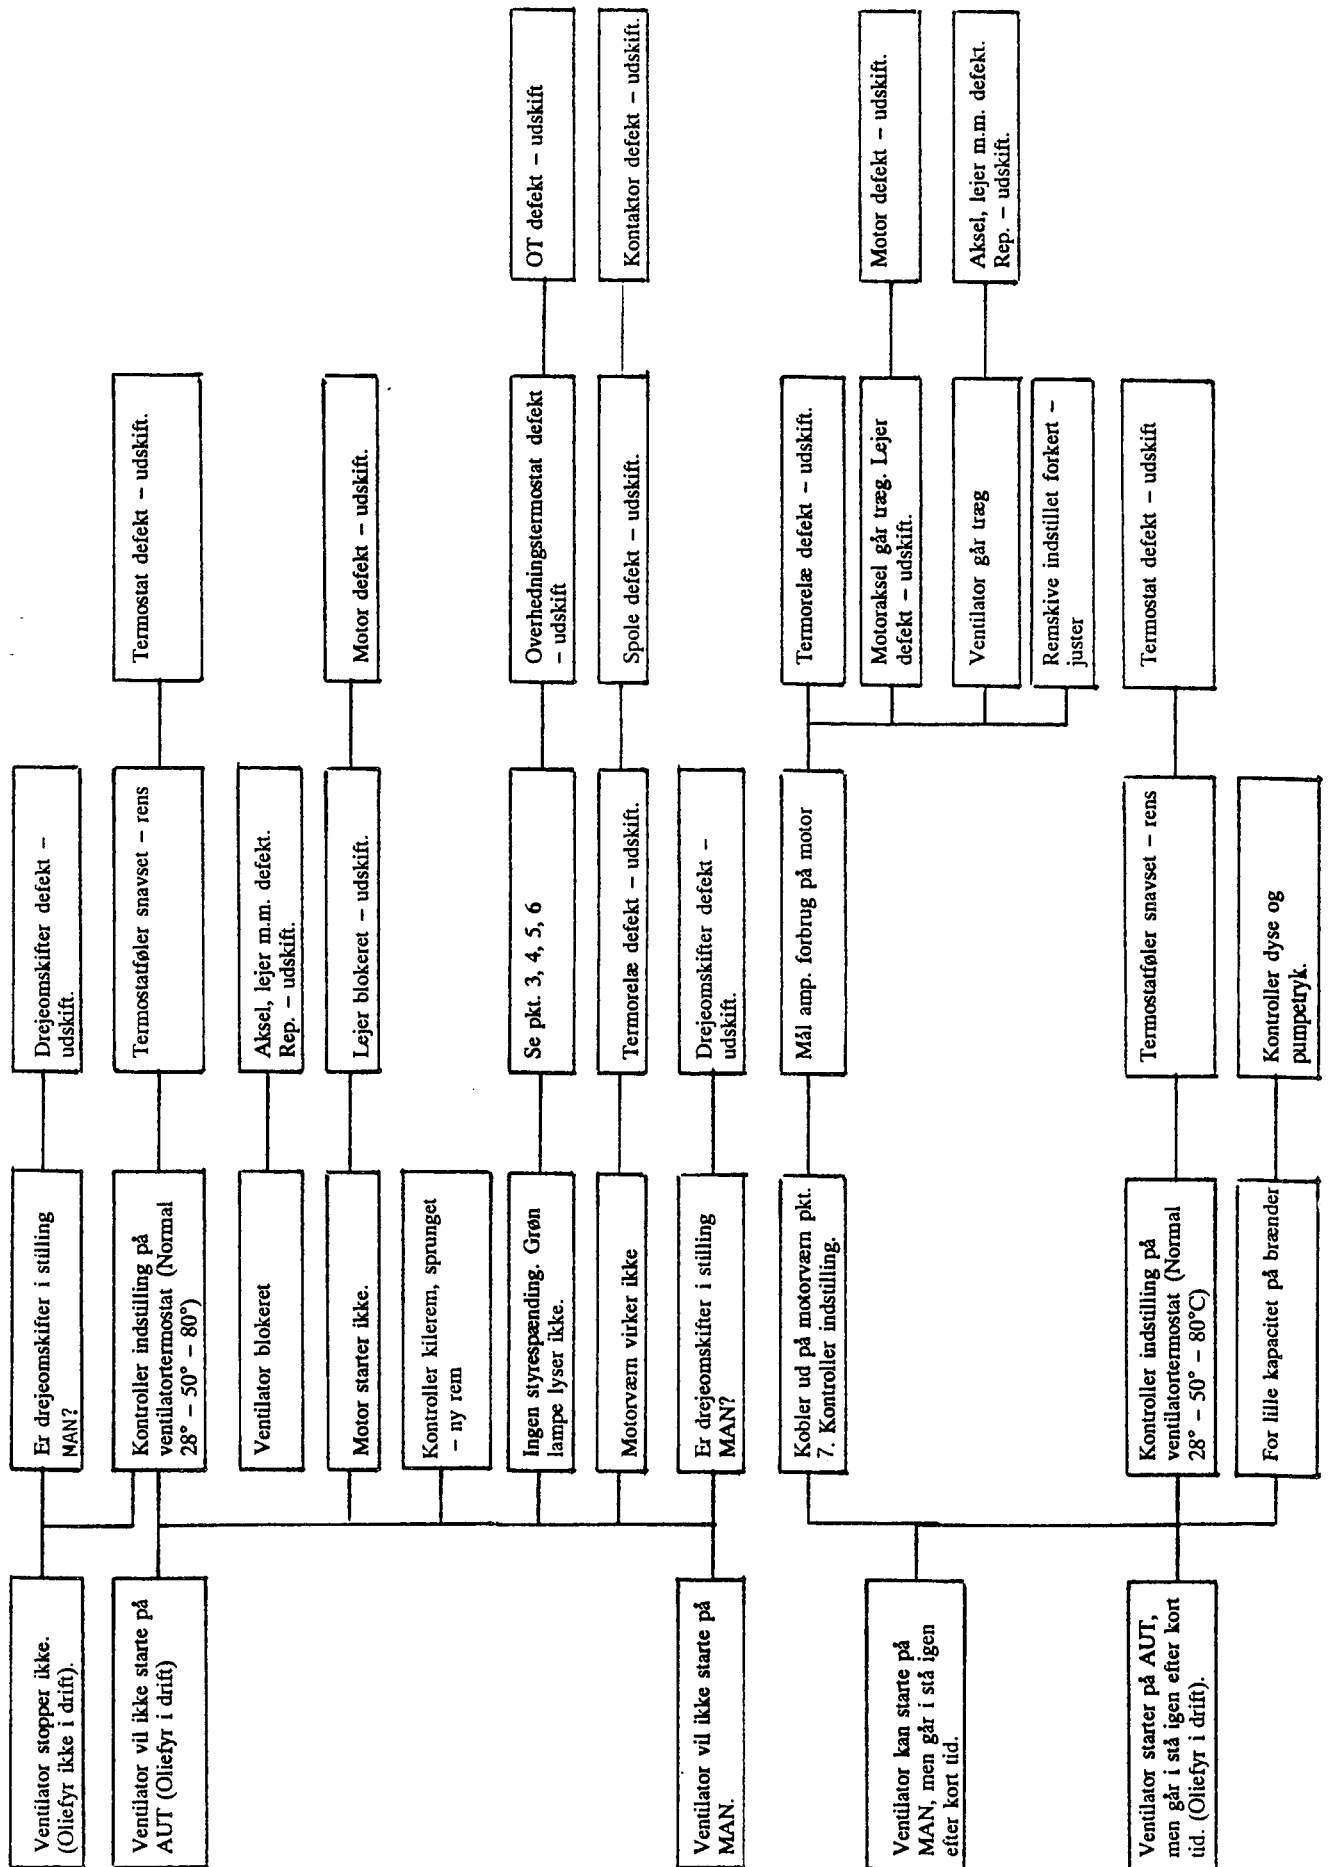 Ventilator stopper ikke.
(Oliefyr ikke i drift).
Er drejeomskifter i stilling
MAN?
Drejeomskifter defekt –
udskift.
Ventilator vil ikke starte på
AUT (Oliefyr i drift)
Kontroller indstilling på
ventilatortermostat (Normal
28° – 50° – 80°)
Termostatføler snavset – rens
Termostat defekt – udskift.
Ventilator blokeret
Aksel, lejer m.m. defekt.
Rep. – udskift.
Motor starter ikke.
Lejer blokeret – udskift.
Motor defekt – udskift.
Kontroller kilerem, sprunget
– ny rem
Ingen styrespænding. Grøn
lampe lyser ikke.
Se pkt. 3, 4, 5, 6
Overhedningstermostat defekt
– udskift
OT defekt – udskift
Motorværn virker ikke
Termorelæ defekt – udskift.
Spole defekt – udskift.
Kontaktor defekt – udskift.
Ventilator vil ikke starte på
MAN.
Er drejeomskifter i stilling
MAN?
Drejeomskifter defekt –
udskift.
Kobler ud på motorværn pkt.
7. Kontroller indstilling.
Mål amp. forbrug på motor
Termorelæ defekt – udskift.
Ventilator kan starte på
MAN, men går i stå igen
efter kort tid.
Motoraksel går træg. Lejer
defekt – udskift.
Motor defekt – udskift.
Ventilator går træg
Aksel, lejer m.m. defekt.
Rep. – udskift.
Remskive indstillet forkert –
juster
Ventilator starter på AUT,
men går i stå igen efter kort
tid. (Oliefyr i drift).
Kontroller indstilling på
ventilatortermostat (Normal
28° – 50° – 80°C)
Termostatføler snavset – rens
Termostat defekt – udskift
For lille kapacitet på brænder
Kontroller dyse og
pumpetryk.